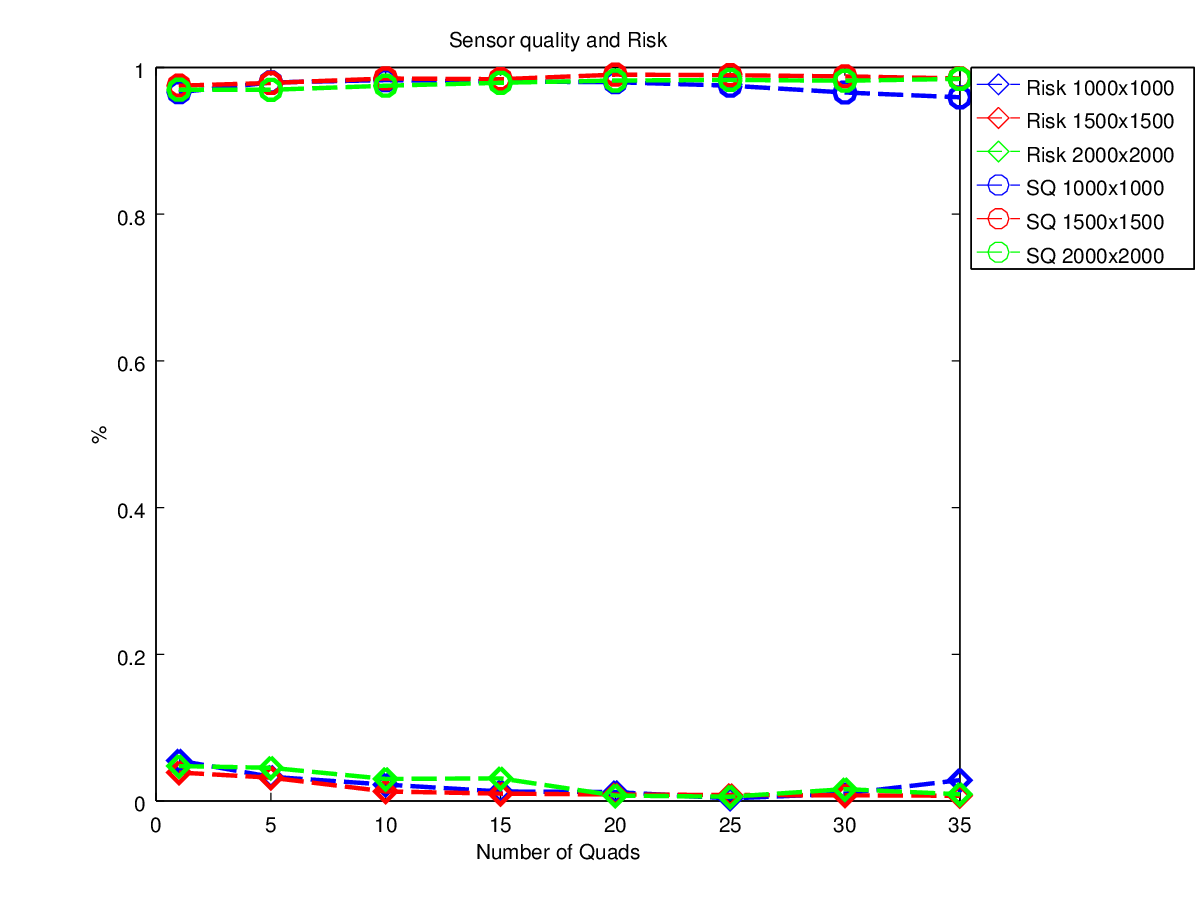 Sensor quality and Risk
1
0.8
0.6
0.4
0.2
0
%
0 5 10 15 20 25 30 35
Number of Quads
Risk 1000x1000
Risk 1500x1500
Risk 2000x2000
SQ 1000x1000
SQ 1500x1500
SQ 2000x2000